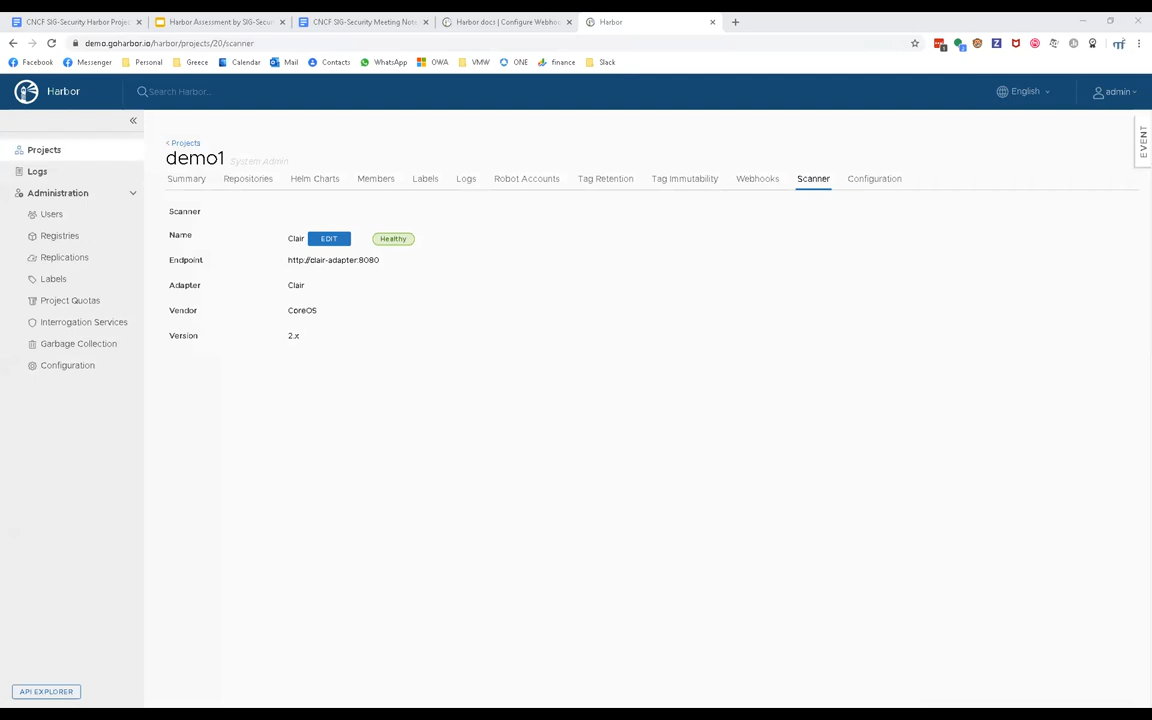 CNCF SIG-Security Harbor Projec
Harbor Assessment by SIG-Secur
CNCF SIG-Security Meeting Note
Harbor docs | Configure Webhoo
Harbor
demo.goharbor.io/harbor/projects/20/scanner
Facebook Messenger Personal Greece Calendar Mail Contacts WhatsApp OWA VMW ONE finance Slack
Harbor
Search Harbor...
English
admin
EVENT
Projects
Logs
Administration
Users
Registries
Replications
Labels
Project Quotas
Interrogation Services
Garbage Collection
Configuration
API EXPLORER
< Projects
demo1 System Admin
Summary Repositories Helm Charts Members Labels Logs Robot Accounts Tag Retention Tag Immutability Webhooks Scanner Configuration
Scanner
Name Clair EDIT Healthy
Endpoint http://clair-adapter:8080
Adapter Clair
Vendor CoreOS
Version 2.x